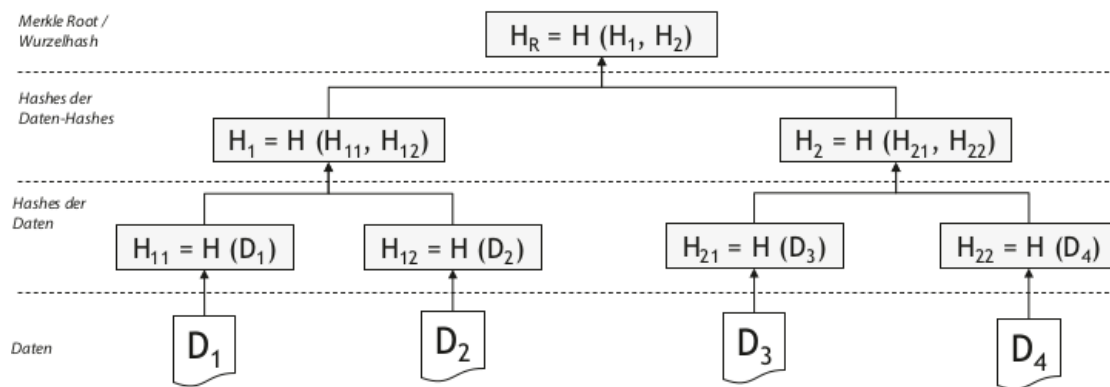 Merkle Root /
Wurzelhash
H_R = H (H_1, H_2)
Hashes der
Daten-Hashes
H_1 = H (H_11, H_12)
H_2 = H (H_21, H_22)
Hashes der
Daten
H_11 = H (D_1)
H_12 = H (D_2)
H_21 = H (D_3)
H_22 = H (D_4)
Daten
D_1
D_2
D_3
D_4